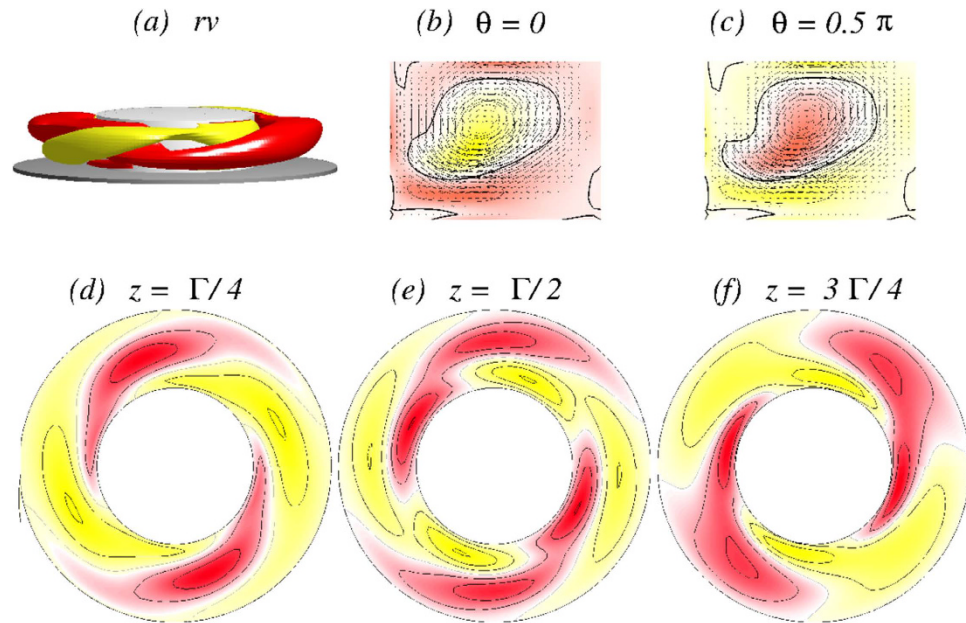 (a) rv (b) θ = 0 (c) θ = 0.5 π
(d) z = Γ/4 (e) z = Γ/2 (f) z = 3 Γ/4